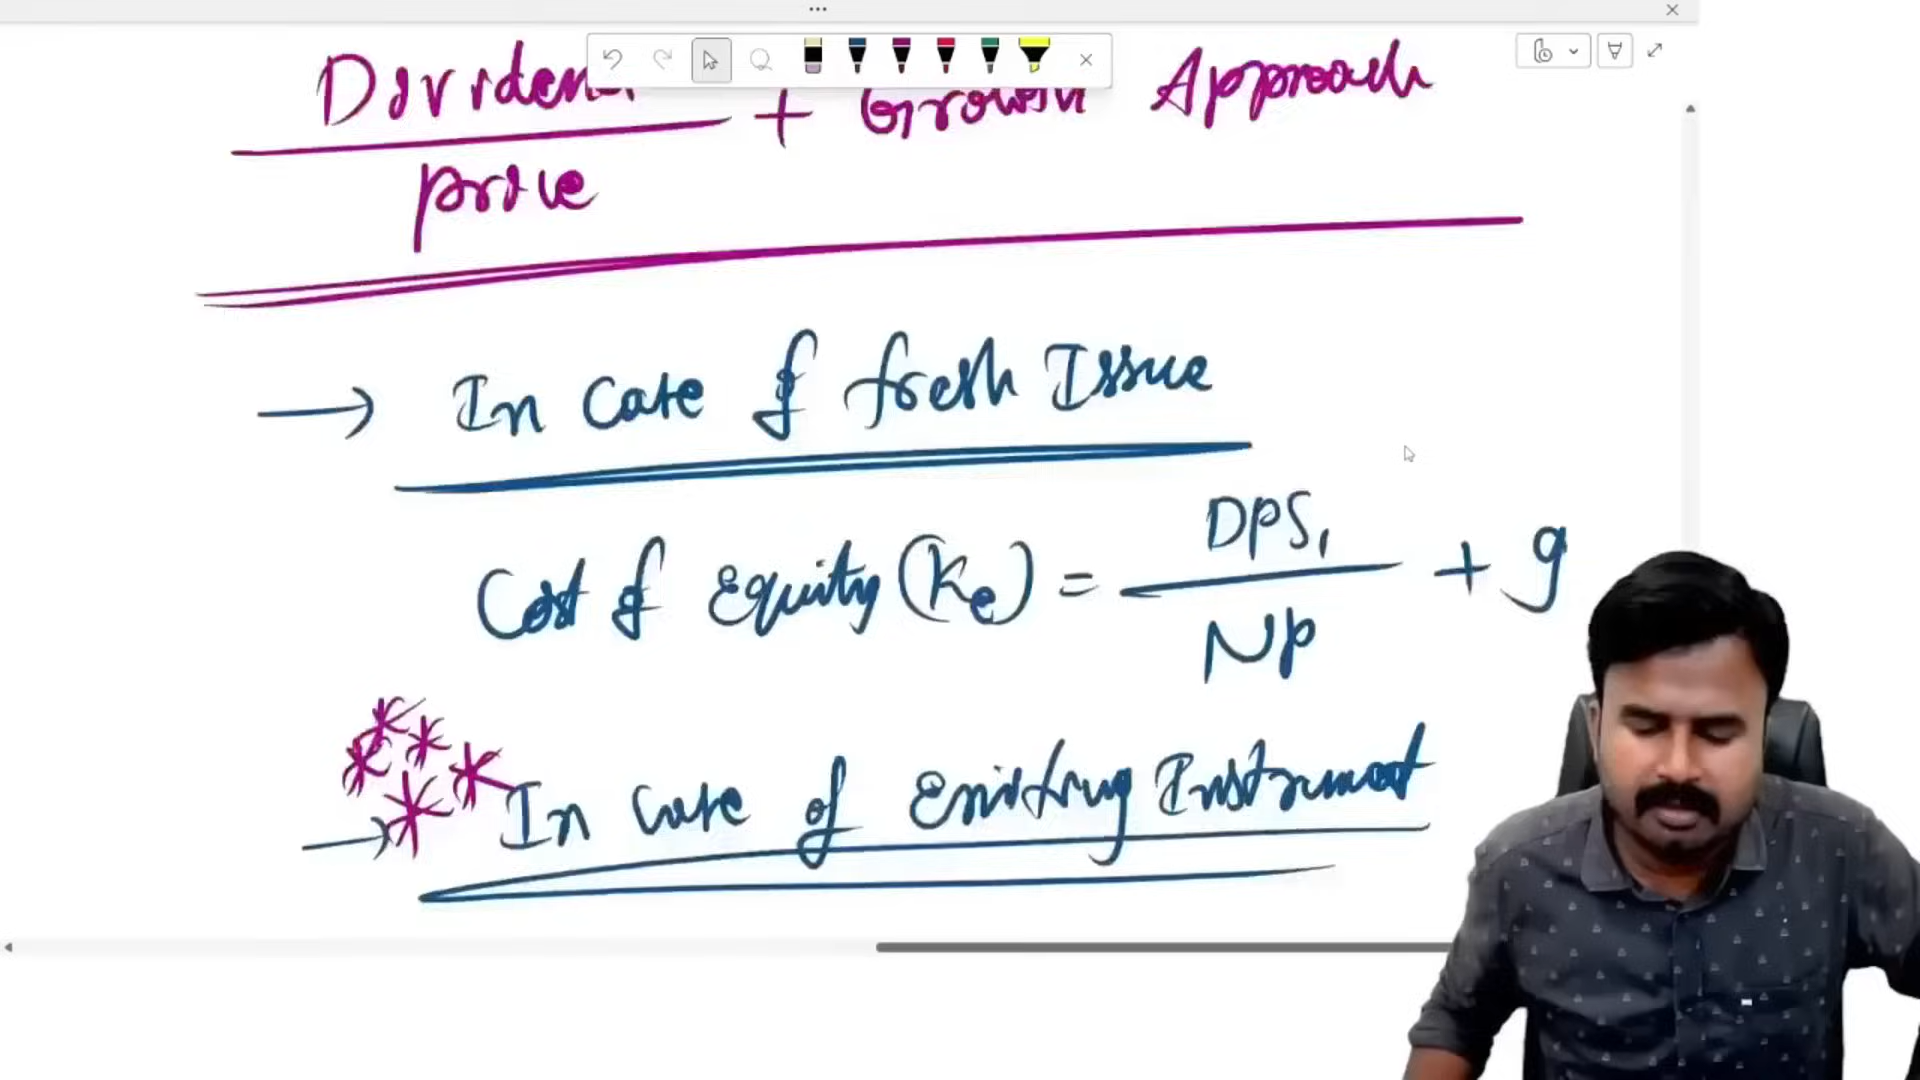 Dividend + Growth Approach
price
→ In Case of fresh Issue
Cost of Equity (Ke) = DPS1 / NP + g
→ In Case of Existing Instrument